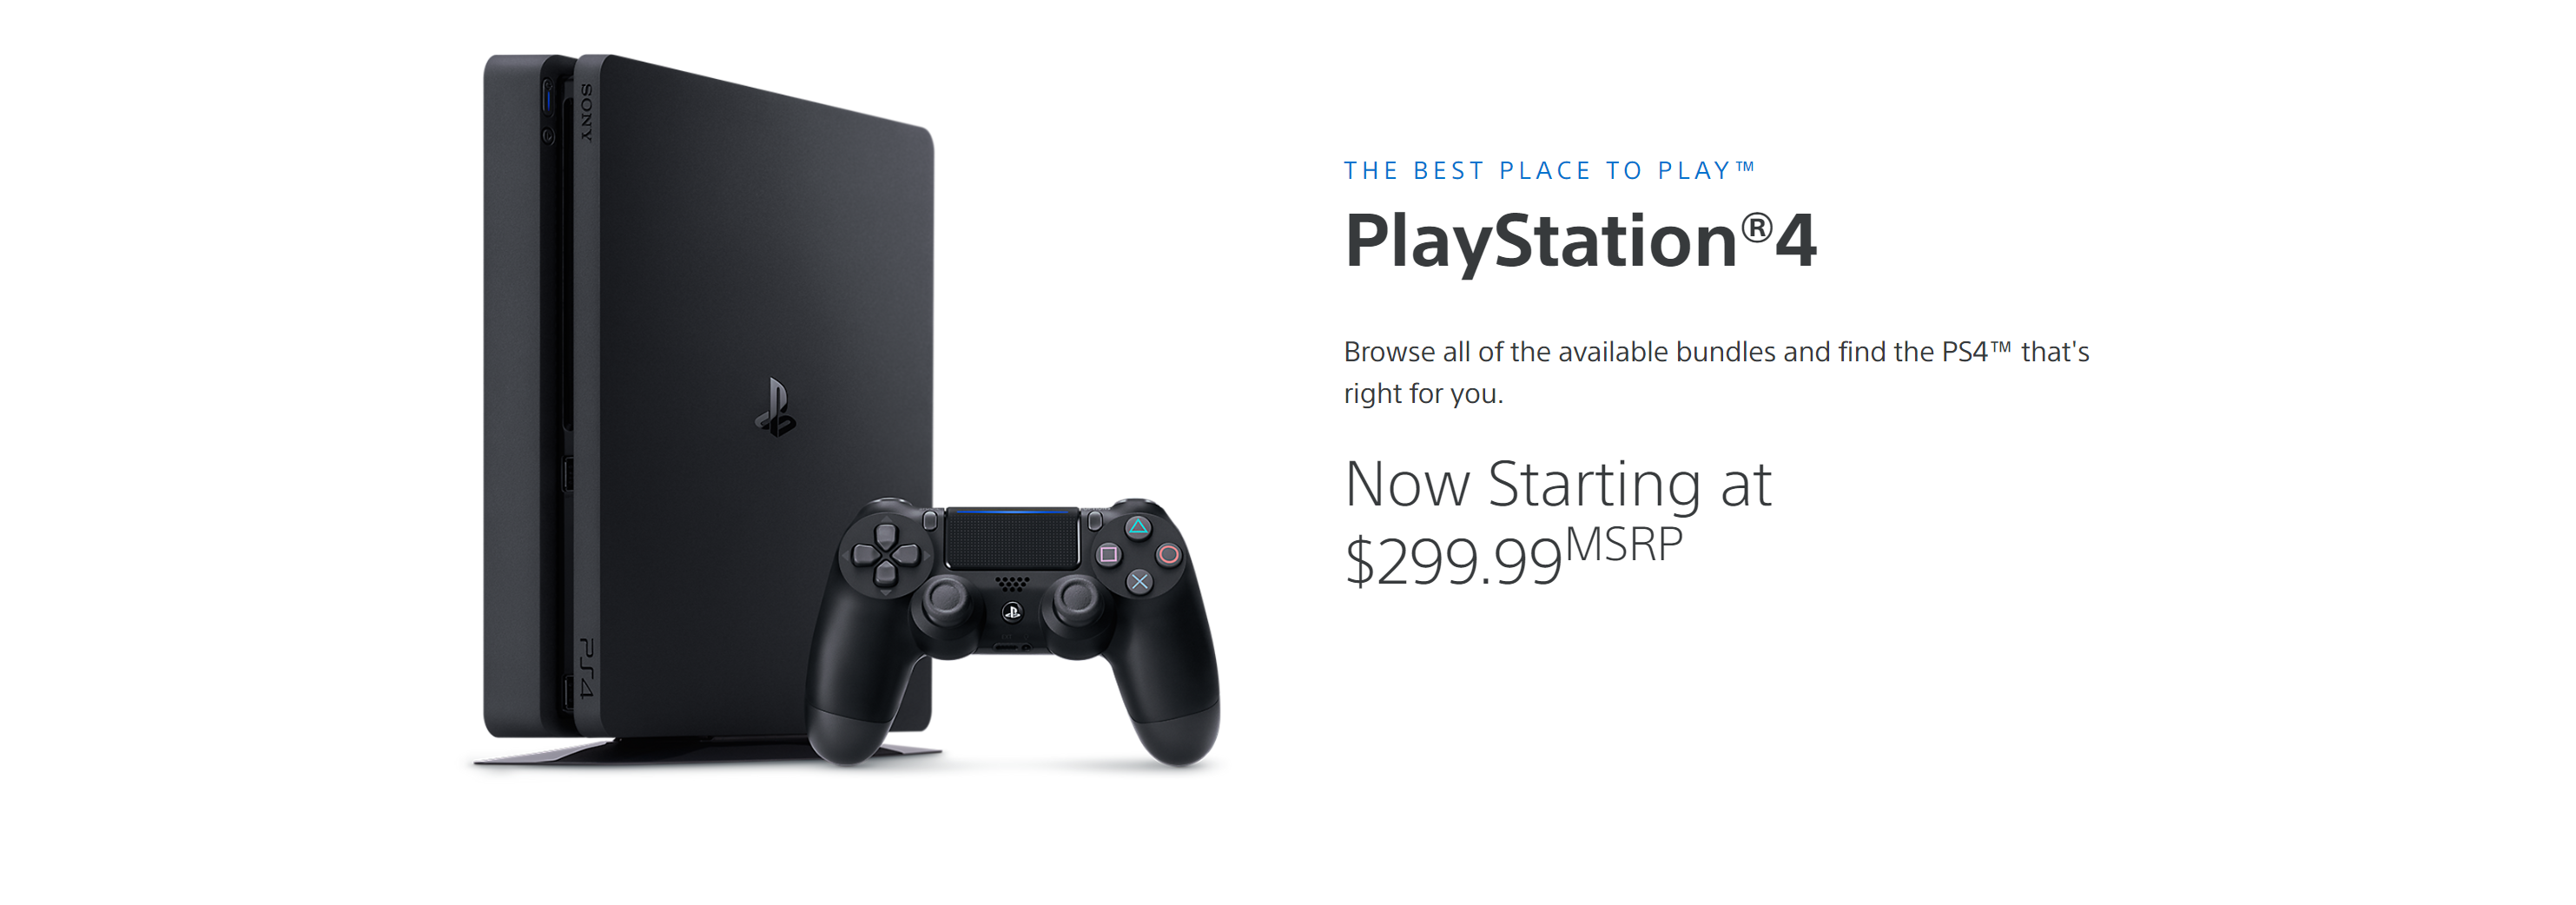 SONY
PS4
THE BEST PLACE TO PLAY™
PlayStation®4
Browse all of the available bundles and find the PS4™ that's
right for you.
Now Starting at
$299.99MSRP